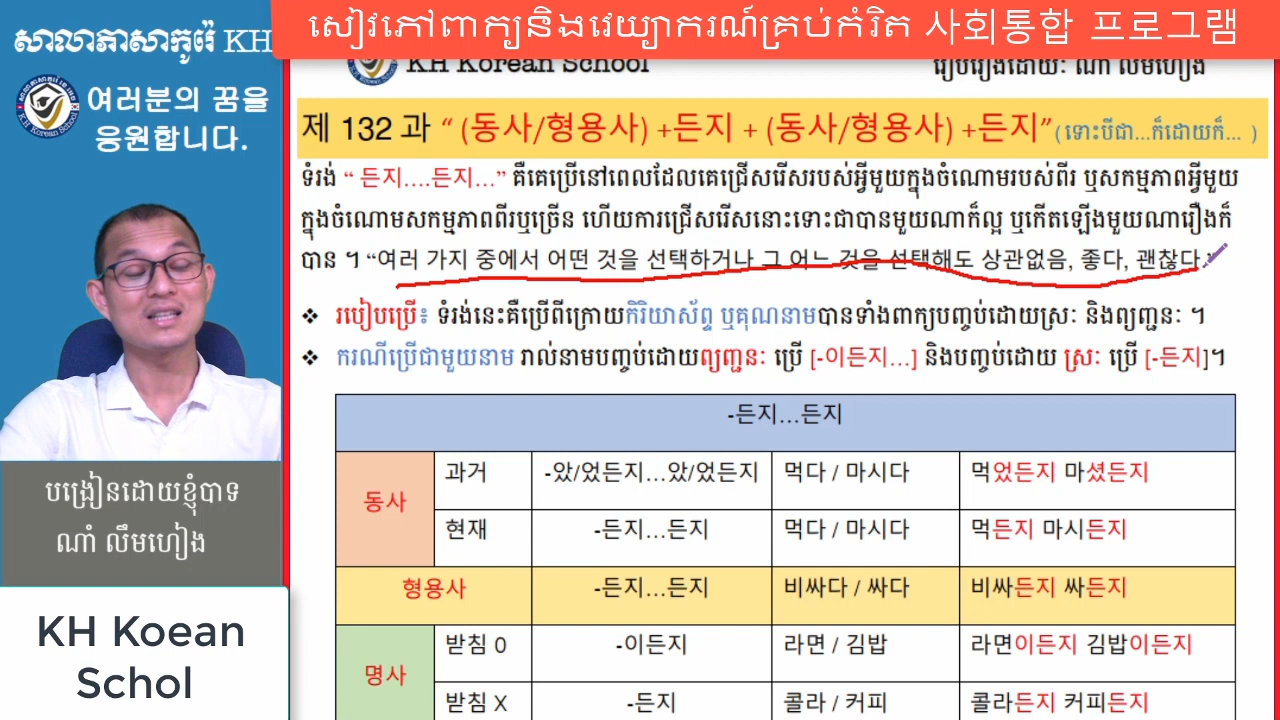 សៀវភៅពាក្យនិងវេយ្យាករណ៍គ្រប់កំរិត 사회통합 프로그램
សាលាភាសាកូរ៉េ KH
여러분의 꿈을
응원합니다.
KH Korean School
រៀបរៀងដោយ: ណាំ លឹមហៀង
제 132 과 “ (동사/형용사) +든지 + (동사/형용사) +든지” (ទោះបីជា...ក៏ដោយក៏... )
ទំរង់ “ 든지....든지...” គឺគេប្រើនៅពេលដែលគេជ្រើសរើសរបស់អ្វីមួយក្នុងចំណោមរបស់ពីរ ឬសកម្មភាពអ្វីមួយ
ក្នុងចំណោមសកម្មភាពពីរឬច្រើន ហើយការជ្រើសរើសនោះទោះជាបានមួយណាក៏ល្អ ឬកើតឡើងមួយណារឿងក៏
បាន ។ “여러 가지 중에서 어떤 것을 선택하거나 그 어느 것을 선택해도 상관없음, 좋다, 괜찮다.
❖ របៀបប្រើ៖ ទំរង់នេះគឺប្រើពីក្រោយកិរិយាស័ព្ទ ឬគុណនាមបានទាំងពាក្យបញ្ចប់ដោយស្រៈ និងព្យញ្ជនៈ ។
❖ ករណីប្រើជាមួយនាម រាល់នាមបញ្ចប់ដោយព្យញ្ជនៈ ប្រើ [-이든지...] និងបញ្ចប់ដោយ ស្រៈ ប្រើ [-든지]។
-든지...든지
동사 과거 -았/었든지...았/었든지 먹다 / 마시다 먹었든지 마셨든지
현재 -든지...든지 먹다 / 마시다 먹든지 마시든지
형용사 -든지...든지 비싸다 / 싸다 비싸든지 싸든지
명사 받침 0 -이든지 라면 / 김밥 라면이든지 김밥이든지
받침 X -든지 콜라 / 커피 콜라든지 커피든지
បង្រៀនដោយខ្ញុំបាទ
ណាំ លឹមហៀង
KH Koean
Schol